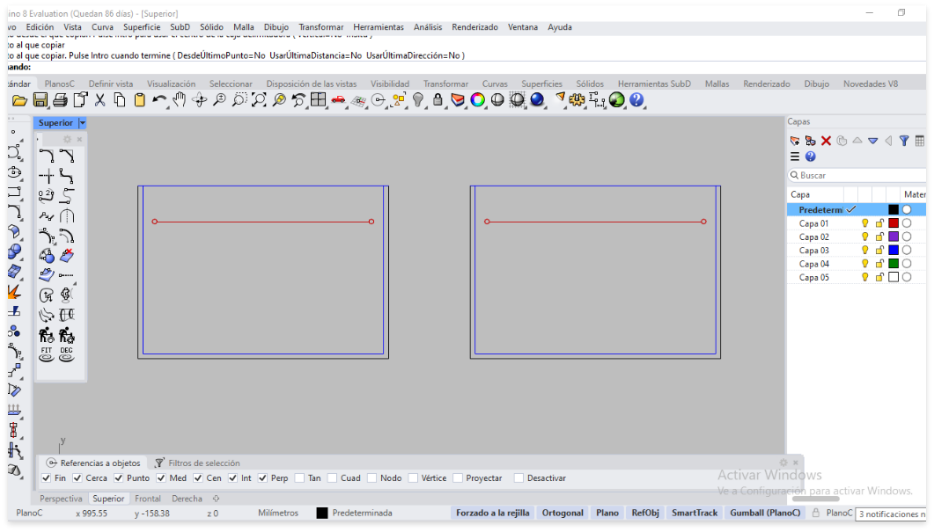 ino 8 Evaluation (Quedan 86 días) - [Superior]
vo Edición Vista Curva Superficie SubD Sólido Malla Dibujo Transformar Herramientas Análisis Renderizado Ventana Ayuda
to al que copiar
to al que copiar. Pulse Intro cuando termine ( DesdeÚltimoPunto=No UsarÚltimaDistancia=No UsarÚltimaDirección=No )
ando:
tándar PlanosC Definir vista Visualización Seleccionar Disposición de las vistas Visibilidad Transformar Curvas Superficies Sólidos Herramientas SubD Mallas Renderizado Dibujo Novedades V8
Superior
Capas
Buscar
Capa Mater
Predeterm
Capa 01
Capa 02
Capa 03
Capa 04
Capa 05
FIT DEC
y
Referencias a objetos Filtros de selección
Fin Cerca Punto Med Cen Int Perp Tan Cuad Nodo Vértice Proyectar Desactivar
Activar Windows
Ve a Configuración para activar Windows.
Perspectiva Superior Frontal Derecha
PlanoC x 995.55 y -158.38 z 0 Milímetros Predeterminada Forzado a la rejilla Ortogonal Plano RefObj SmartTrack Gumball (PlanoC) PlanoC 3 notificaciones n